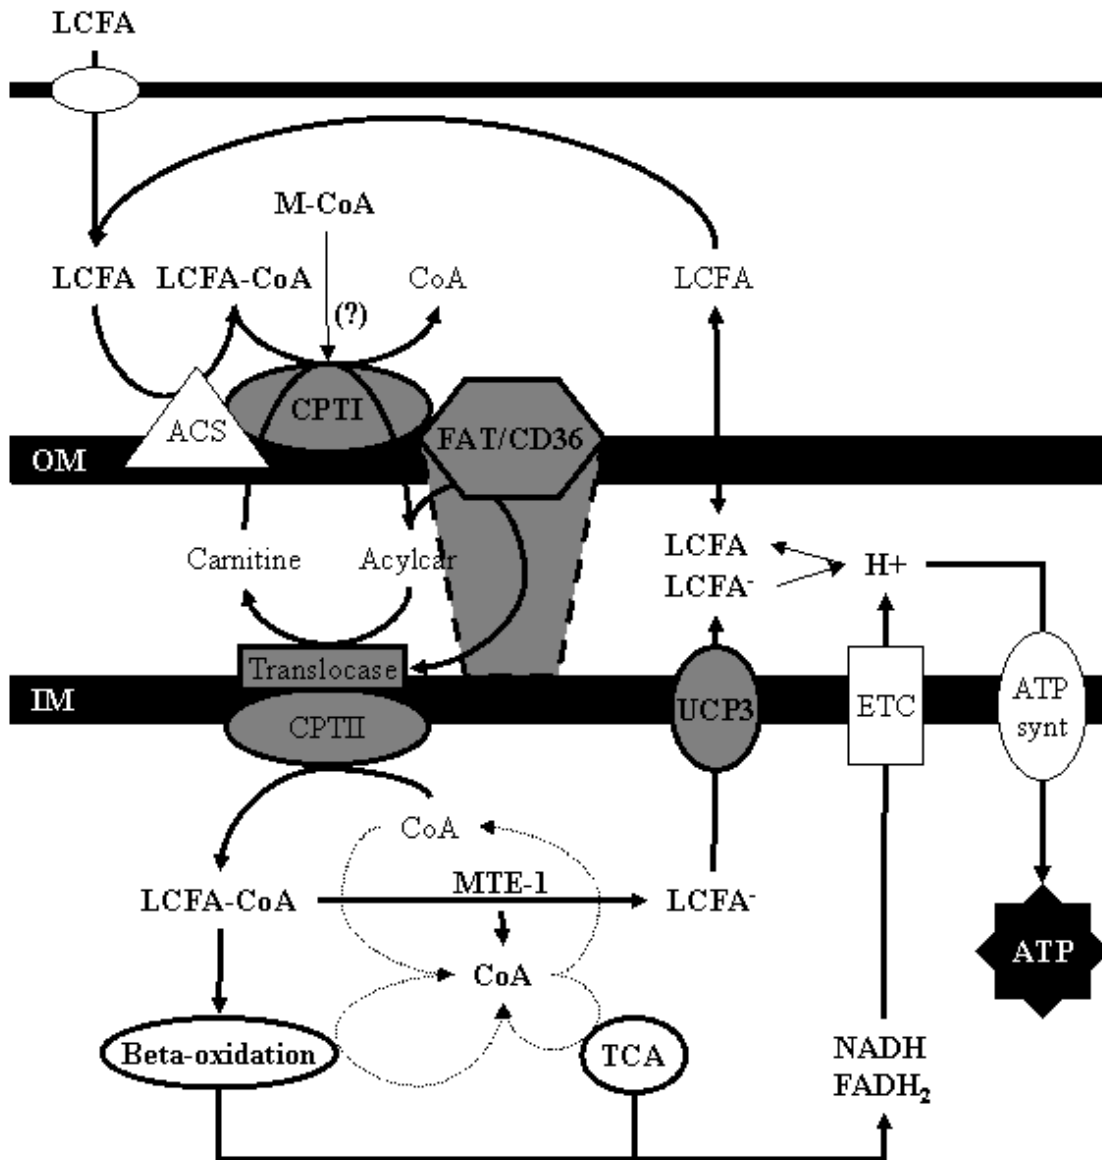 LCFA
M-CoA
LCFA LCFA-CoA CoA LCFA
(?)
CPTI
ACS FAT/CD36
OM
LCFA
Carnitine Acylcar H+
LCFA⁻
Translocase
IM CPTII UCP3 ETC ATP
synt
CoA
MTE-1
LCFA-CoA LCFA⁻
CoA ATP
Beta-oxidation TCA NADH
FADH₂